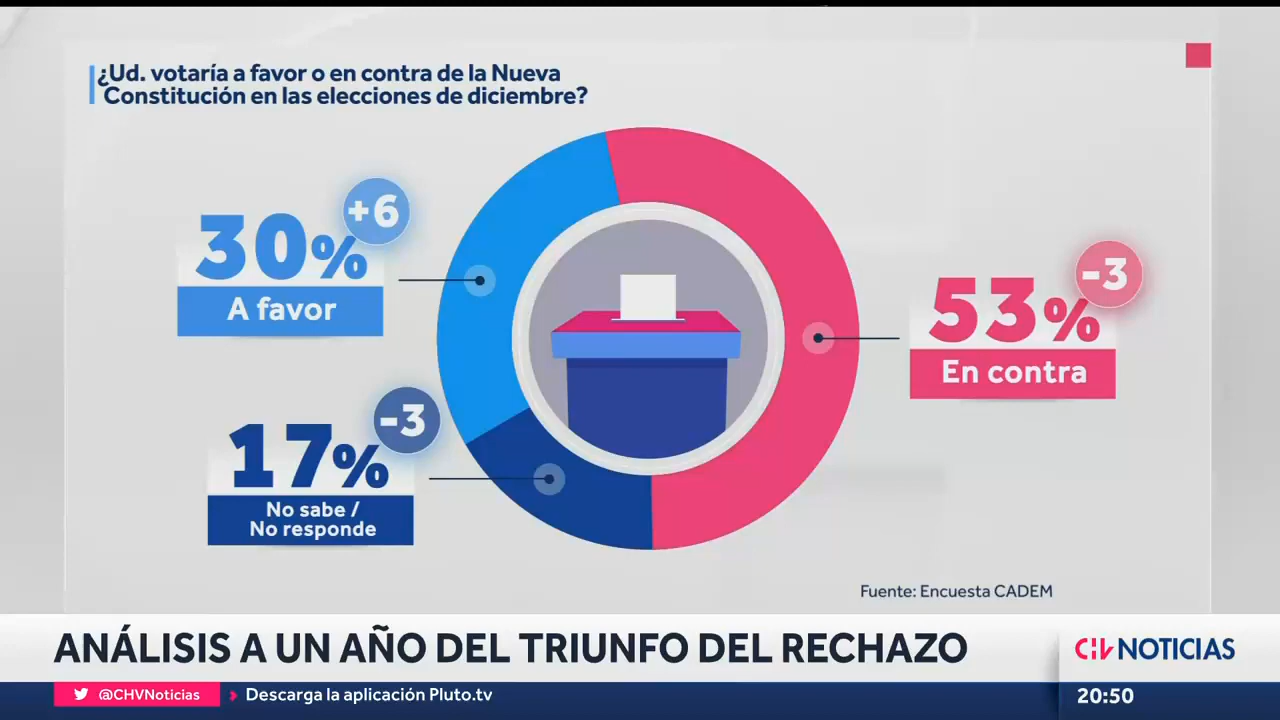 ¿Ud. votaría a favor o en contra de la Nueva
Constitución en las elecciones de diciembre?
+6
30%
A favor
-3
53%
En contra
-3
17%
No sabe /
No responde
Fuente: Encuesta CADEM
ANÁLISIS A UN AÑO DEL TRIUNFO DEL RECHAZO
CHV NOTICIAS
@CHVNoticias
Descarga la aplicación Pluto.tv
20:50